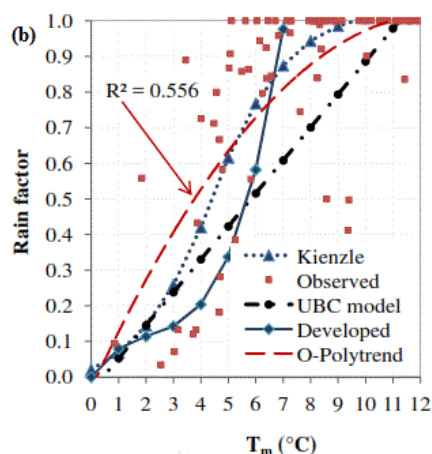 (b)
1.0
0.9
0.8
0.7
0.6
0.5
0.4
0.3
0.2
0.1
0.0
Rain factor
R² = 0.556
Kienzle
Observed
UBC model
Developed
O-Polytrend
0 1 2 3 4 5 6 7 8 9 10 11 12
Tm (°C)